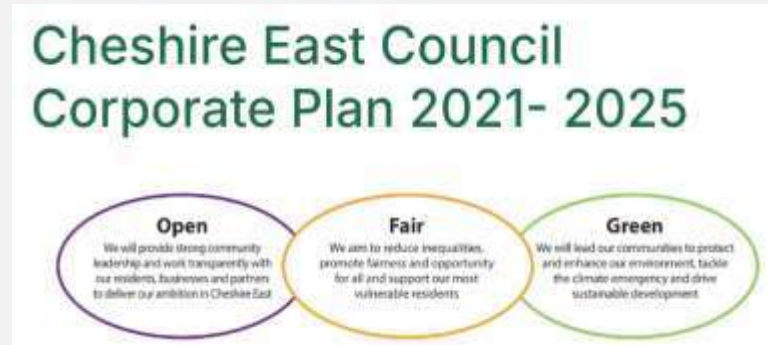 Cheshire East Council
Corporate Plan 2021- 2025
Open
We will provide strong community
leadership and work transparently with
our residents, businesses and partners
to deliver our ambition in Cheshire East
Fair
We aim to reduce inequalities,
promote fairness and opportunity
for all and support our most
vulnerable residents
Green
We will lead our communities to protect
and enhance our environment, tackle
the climate emergency and drive
sustainable development